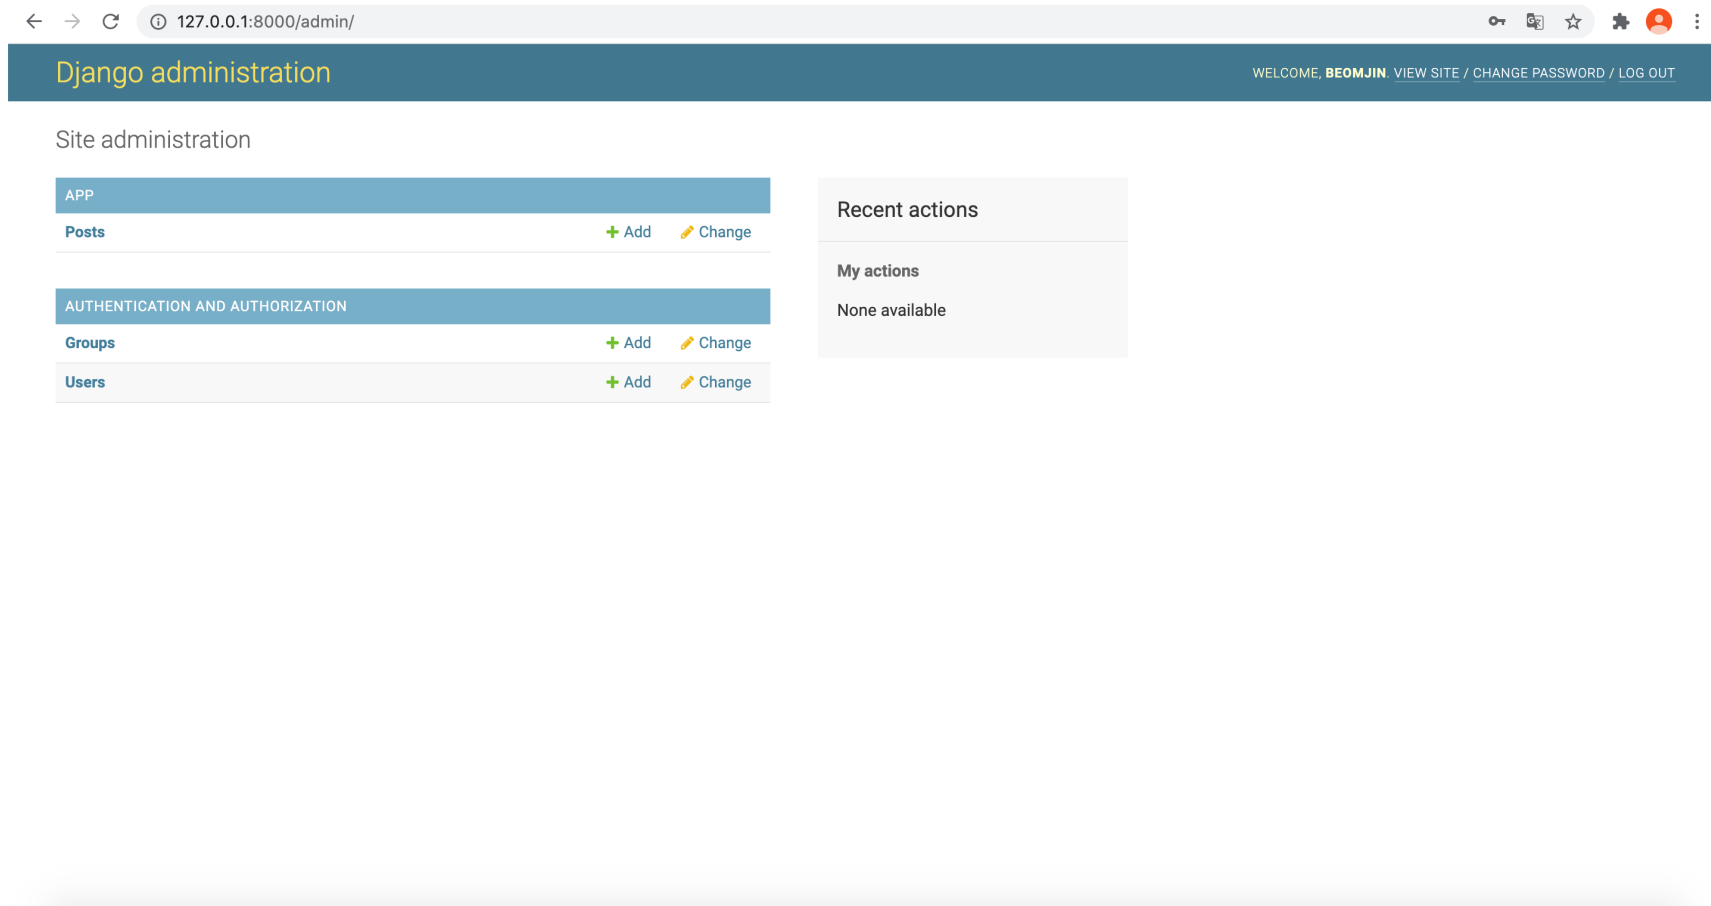 127.0.0.1:8000/admin/
Django administration
WELCOME, BEOMJIN. VIEW SITE / CHANGE PASSWORD / LOG OUT
Site administration
APP
Posts Add Change
AUTHENTICATION AND AUTHORIZATION
Groups Add Change
Users Add Change
Recent actions
My actions
None available